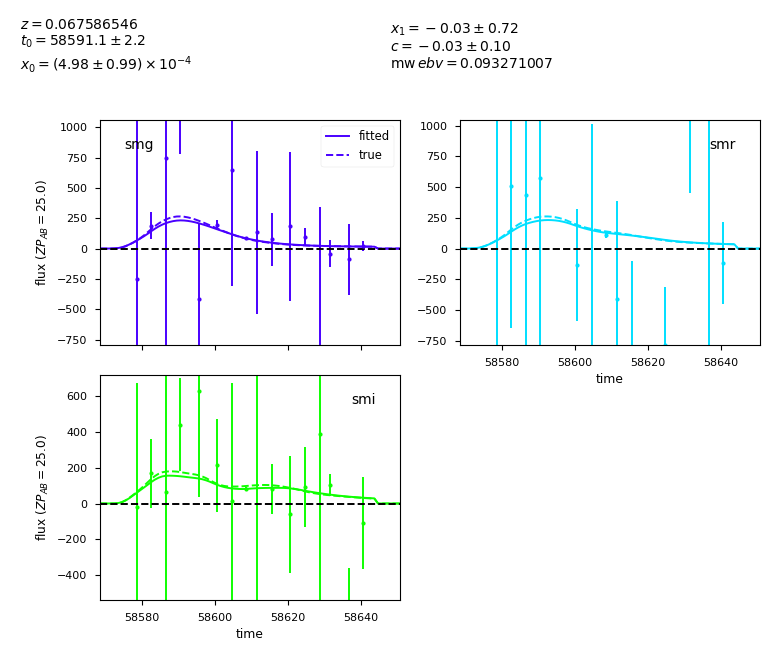 z = 0.067586546
t₀ = 58591.1 ± 2.2
x₀ = (4.98 ± 0.99) × 10⁻⁴
x₁ = −0.03 ± 0.72
c = −0.03 ± 0.10
mw ebv = 0.093271007
smg
fitted
true
1000
750
500
250
0
−250
−500
−750
flux (ZP_AB = 25.0)
smr
1000
750
500
250
0
−250
−500
−750
58580 58600 58620 58640
time
smi
600
400
200
0
−200
−400
flux (ZP_AB = 25.0)
58580 58600 58620 58640
time